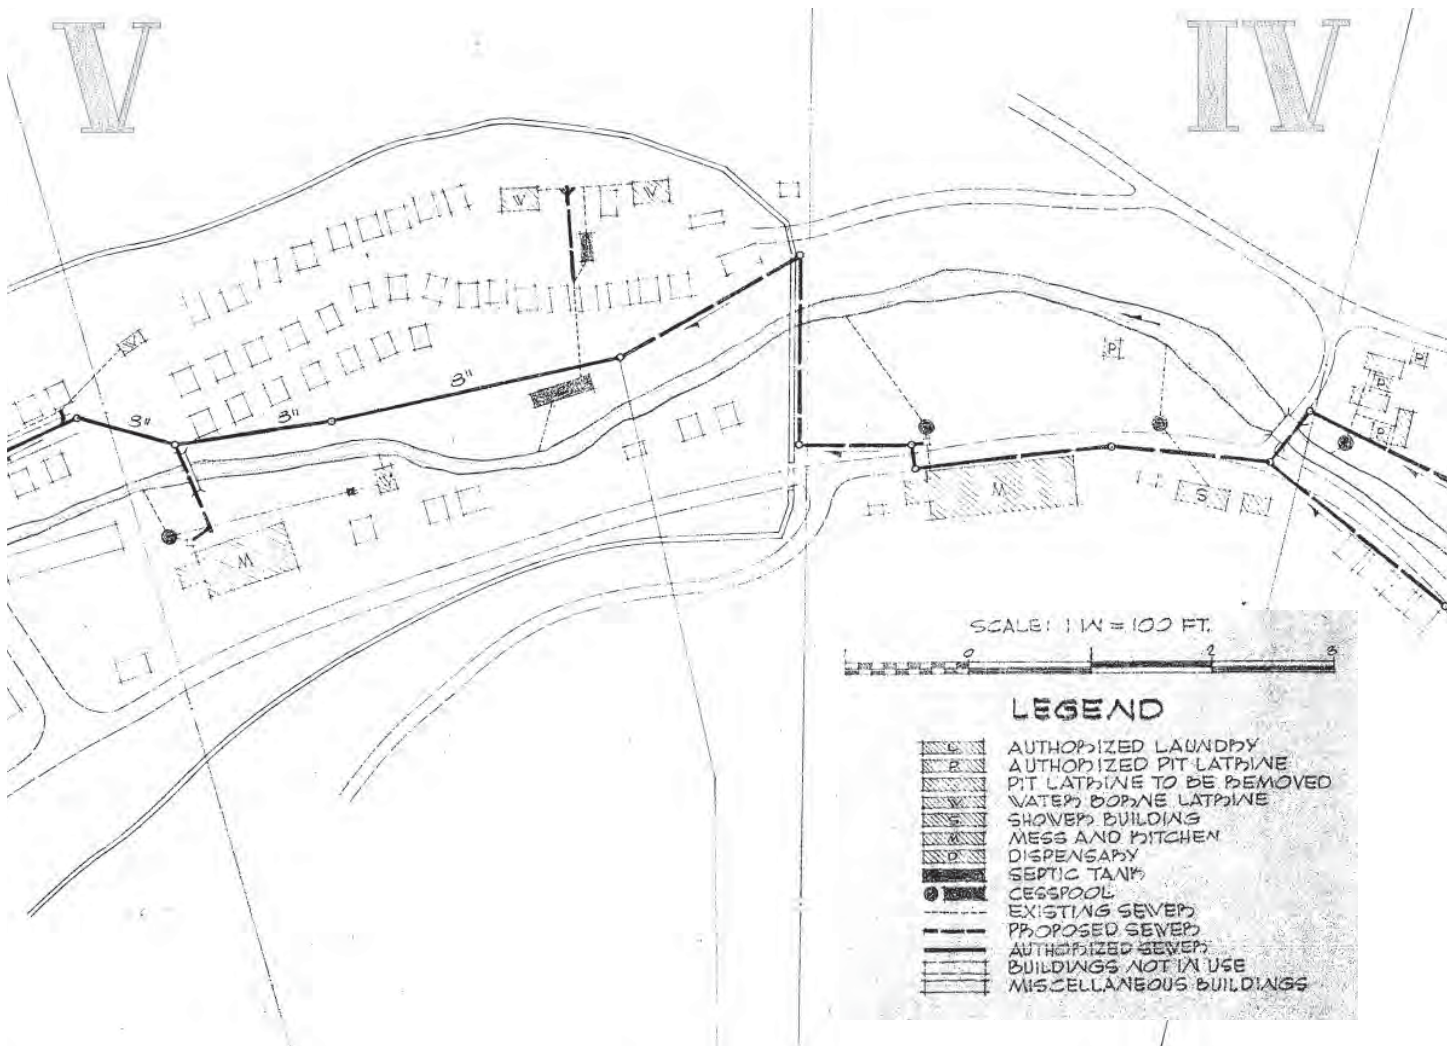 V
IV
W
W
W
P
P
P
P
8"
8"
8"
W
M
M
S
SCALE: 1 IN = 100 FT.
1 0 1 2 3
LEGEND
L AUTHORIZED LAUNDRY
P AUTHORIZED PIT LATRINE
PIT LATRINE TO BE REMOVED
W WATER BORNE LATRINE
S SHOWER BUILDING
M MESS AND KITCHEN
D DISPENSARY
SEPTIC TANK
CESSPOOL
EXISTING SEWER
PROPOSED SEWER
AUTHORIZED SEWER
BUILDINGS NOT IN USE
MISCELLANEOUS BUILDINGS